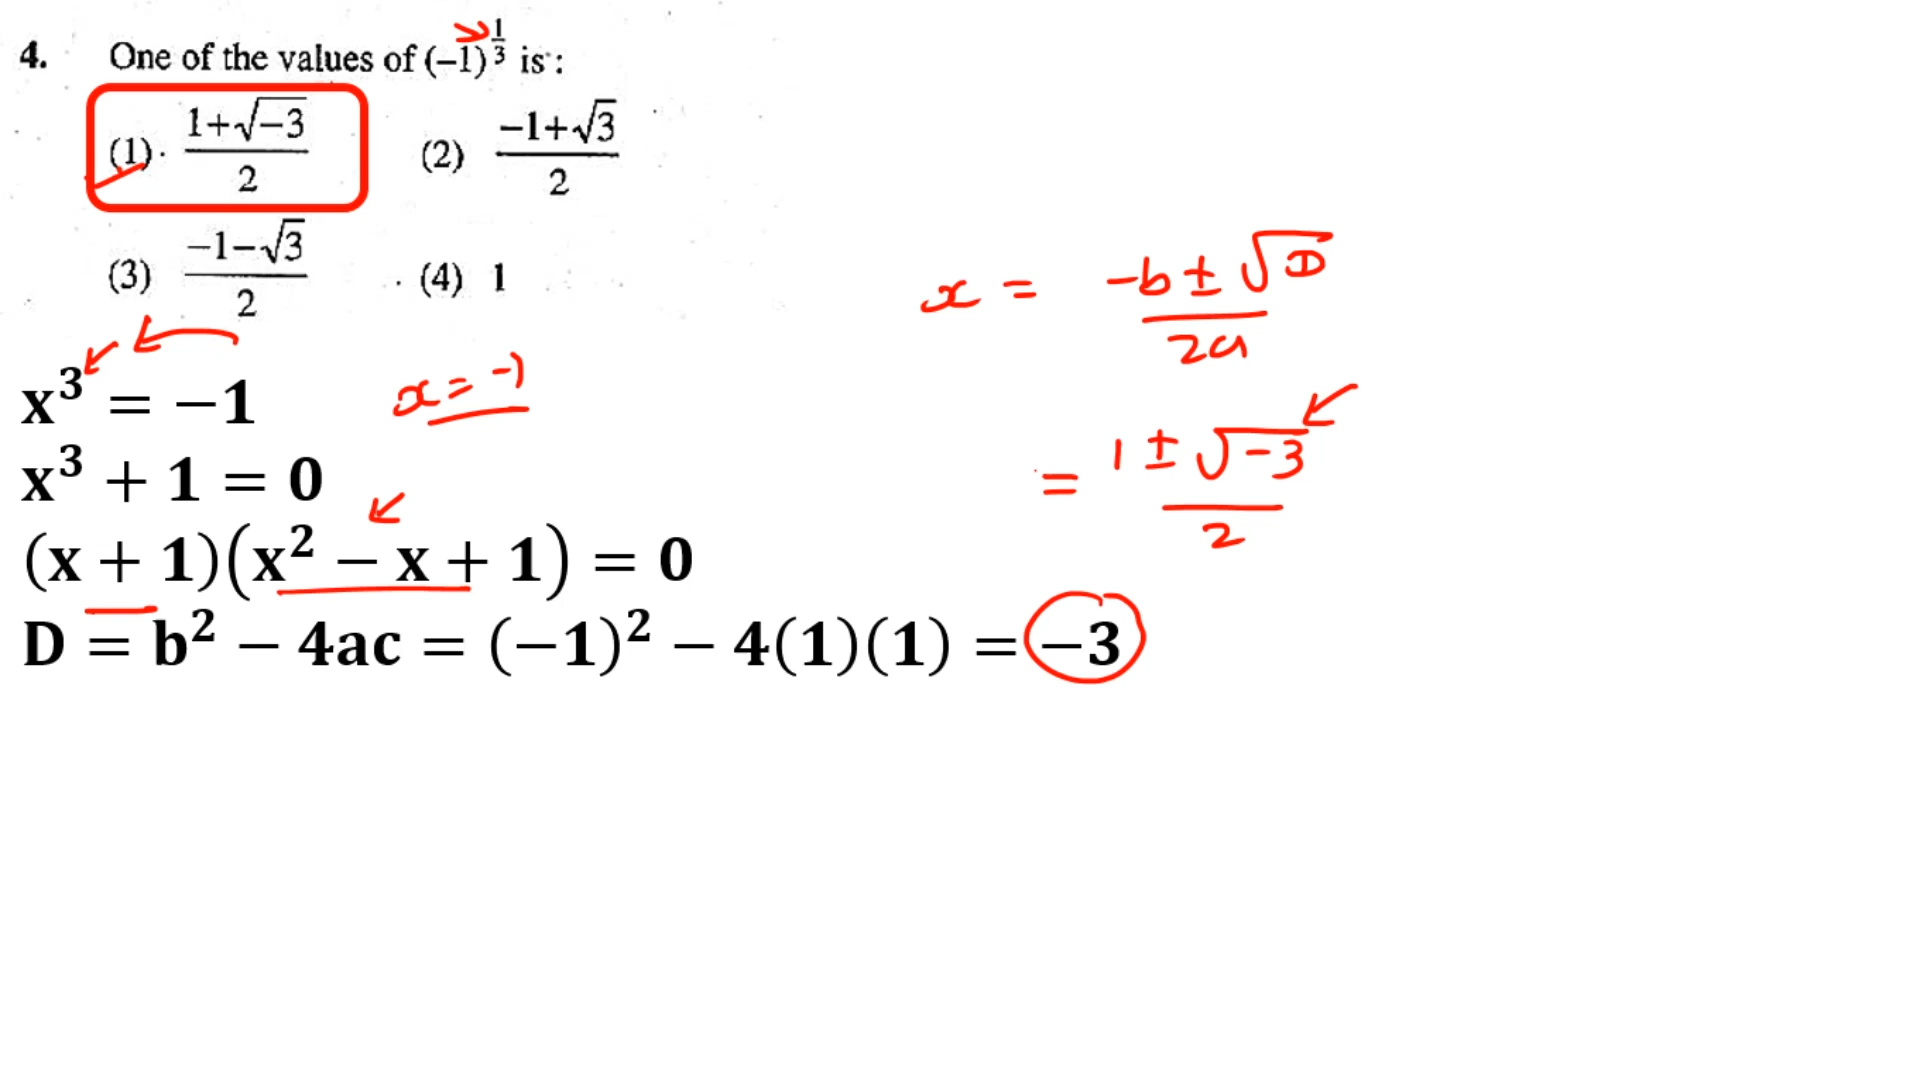 4. One of the values of (−1)^{1/3} is :
(1) (1+√−3)/2 (2) (−1+√3)/2
(3) (−1−√3)/2 (4) 1
x³ = −1
x = −1
x³ + 1 = 0
(x + 1)(x² − x + 1) = 0
D = b² − 4ac = (−1)² − 4(1)(1) = −3
x = (−b ± √D)/2a
= (1 ± √−3)/2